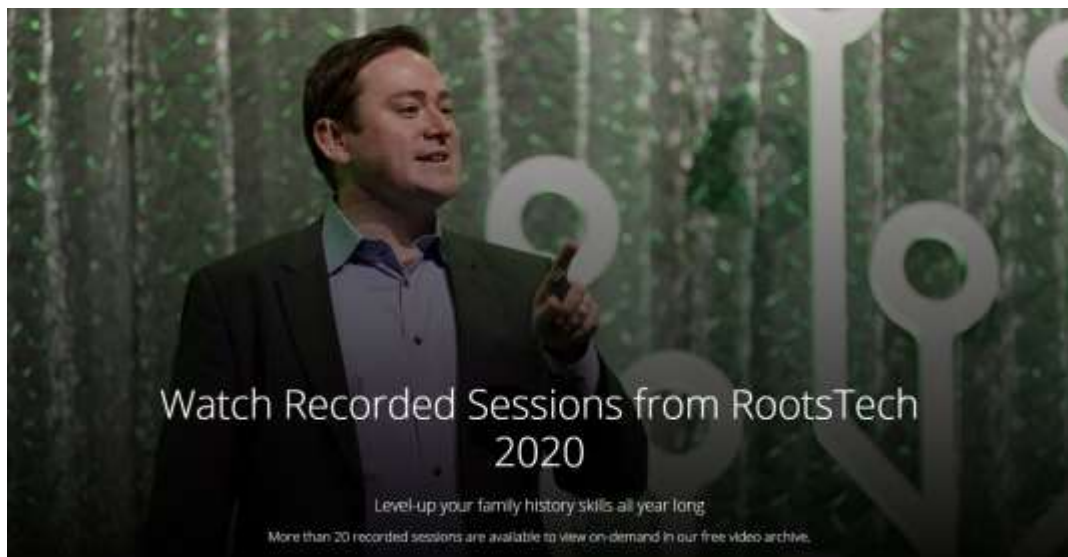 Watch Recorded Sessions from RootsTech
2020
Level-up your family history skills all year long
More than 20 recorded sessions are available to view on-demand in our free video archive.